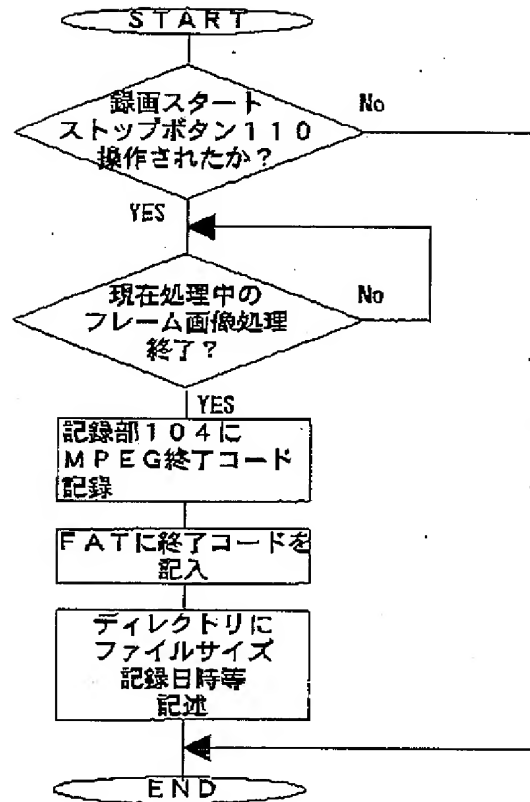 ＳＴＡＲＴ
録画スタート
ストップボタン１１０
操作されたか？
No
YES
現在処理中の
フレーム画像処理
終了？
No
YES
記録部１０４に
ＭＰＥＧ終了コード
記録
ＦＡＴに終了コードを
記入
ディレクトリに
ファイルサイズ
記録日時等
記述
ＥＮＤ